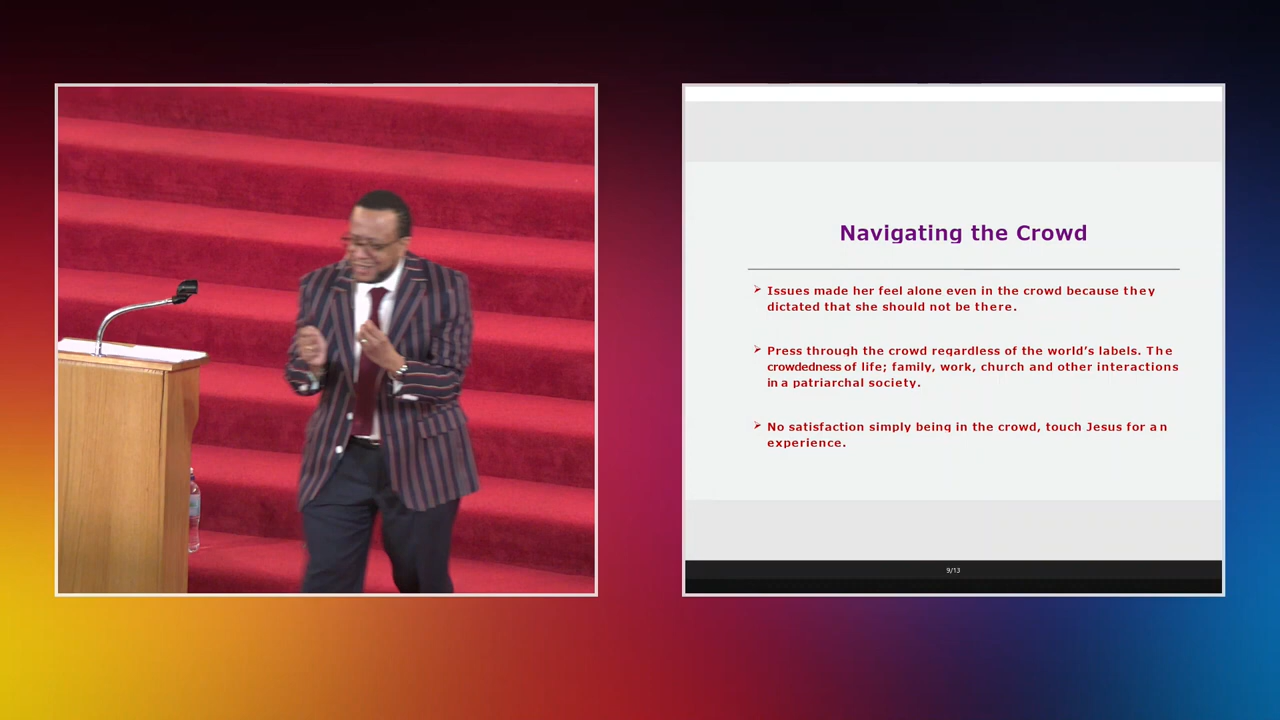 Navigating the Crowd
Issues made her feel alone even in the crowd because they
dictated that she should not be there.
Press through the crowd regardless of the world's labels. The
crowdedness of life; family, work, church and other interactions
in a patriarchal society.
No satisfaction simply being in the crowd, touch Jesus for an
experience.
9/13